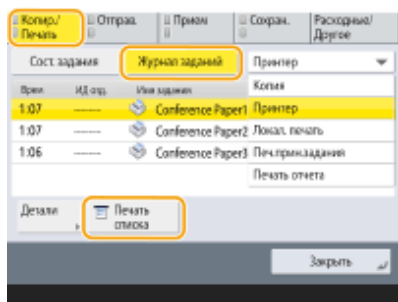 Копир./
Печать
Отправ.
Прием
Сохран.
Расходные/
Другое
Сост. задания
Журнал заданий
Принтер
Время
ИД отд.
Имя задания
Копия
1:07
Conference Paper1
Принтер
1:07
Conference Paper2
Локал. печать
1:06
Conference Paper3
Печ.прин.задания
Печать отчета
Детали
Печать
списка
Закрыть